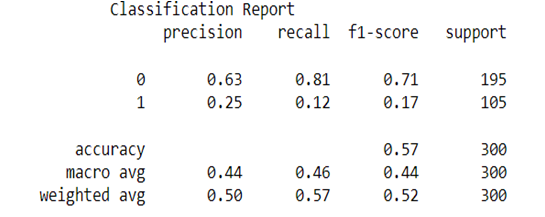 Classification Report
precision recall f1-score support
0 0.63 0.81 0.71 195
1 0.25 0.12 0.17 105
accuracy 0.57 300
macro avg 0.44 0.46 0.44 300
weighted avg 0.50 0.57 0.52 300